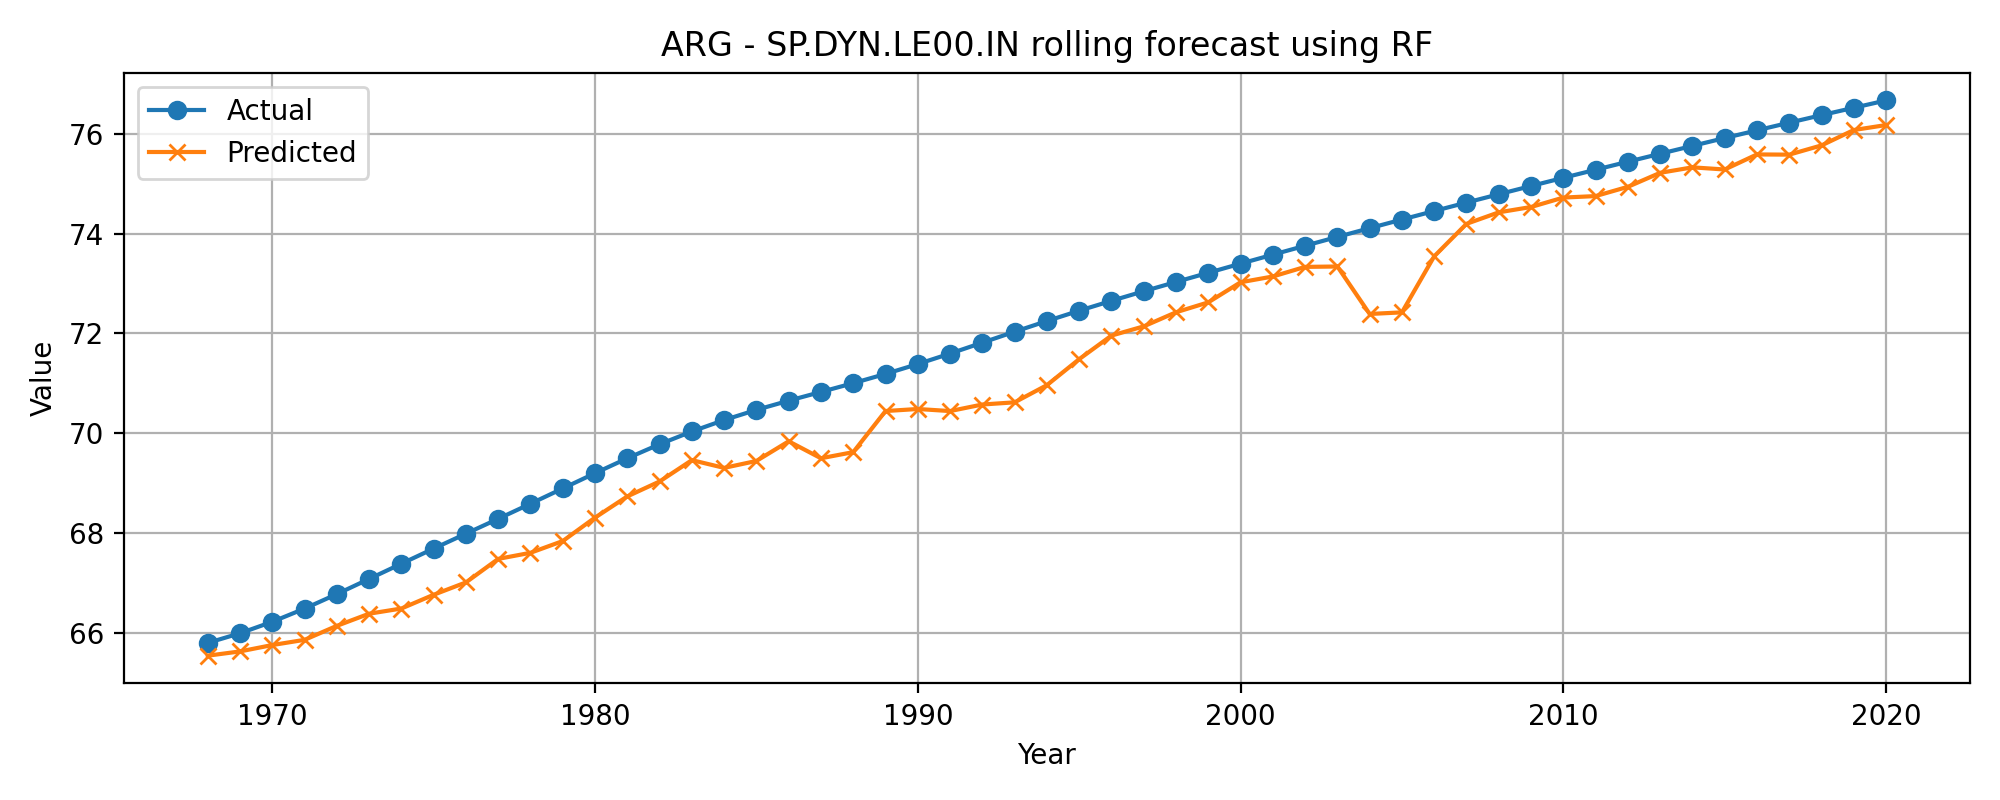 ARG - SP.DYN.LE00.IN rolling forecast using RF
Actual
Predicted
76
74
72
70
68
66
Value
1970 1980 1990 2000 2010 2020
Year